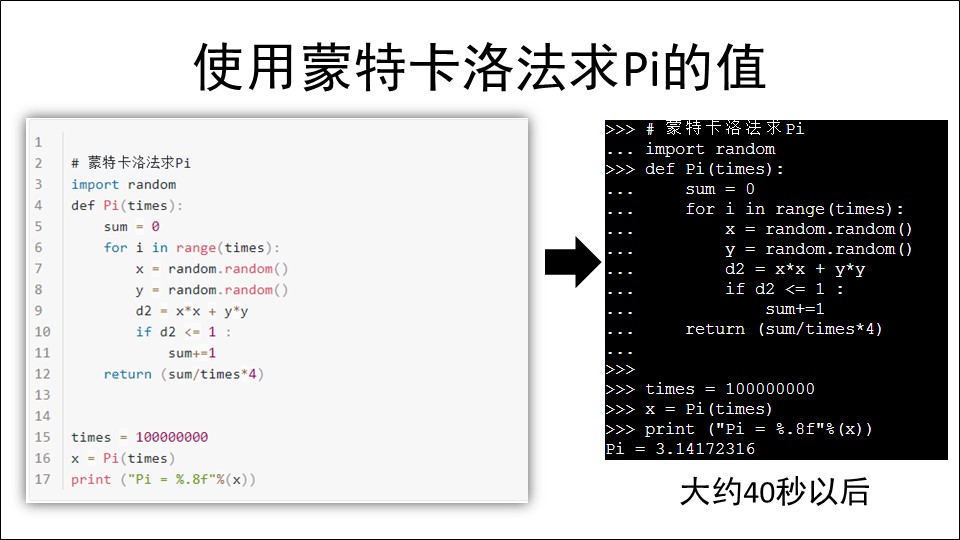 使用蒙特卡洛法求Pi的值
1
2 # 蒙特卡洛法求Pi
3 import random
4 def Pi(times):
5     sum = 0
6     for i in range(times):
7         x = random.random()
8         y = random.random()
9         d2 = x*x + y*y
10         if d2 <= 1 :
11             sum+=1
12     return (sum/times*4)
13
14
15 times = 100000000
16 x = Pi(times)
17 print ("Pi = %.8f"%(x))
>>> # 蒙特卡洛法求Pi
... import random
>>> def Pi(times):
...     sum = 0
...     for i in range(times):
...         x = random.random()
...         y = random.random()
...         d2 = x*x + y*y
...         if d2 <= 1 :
...             sum+=1
...     return (sum/times*4)
...
>>>
>>> times = 100000000
>>> x = Pi(times)
>>> print ("Pi = %.8f"%(x))
Pi = 3.14172316
大约40秒以后